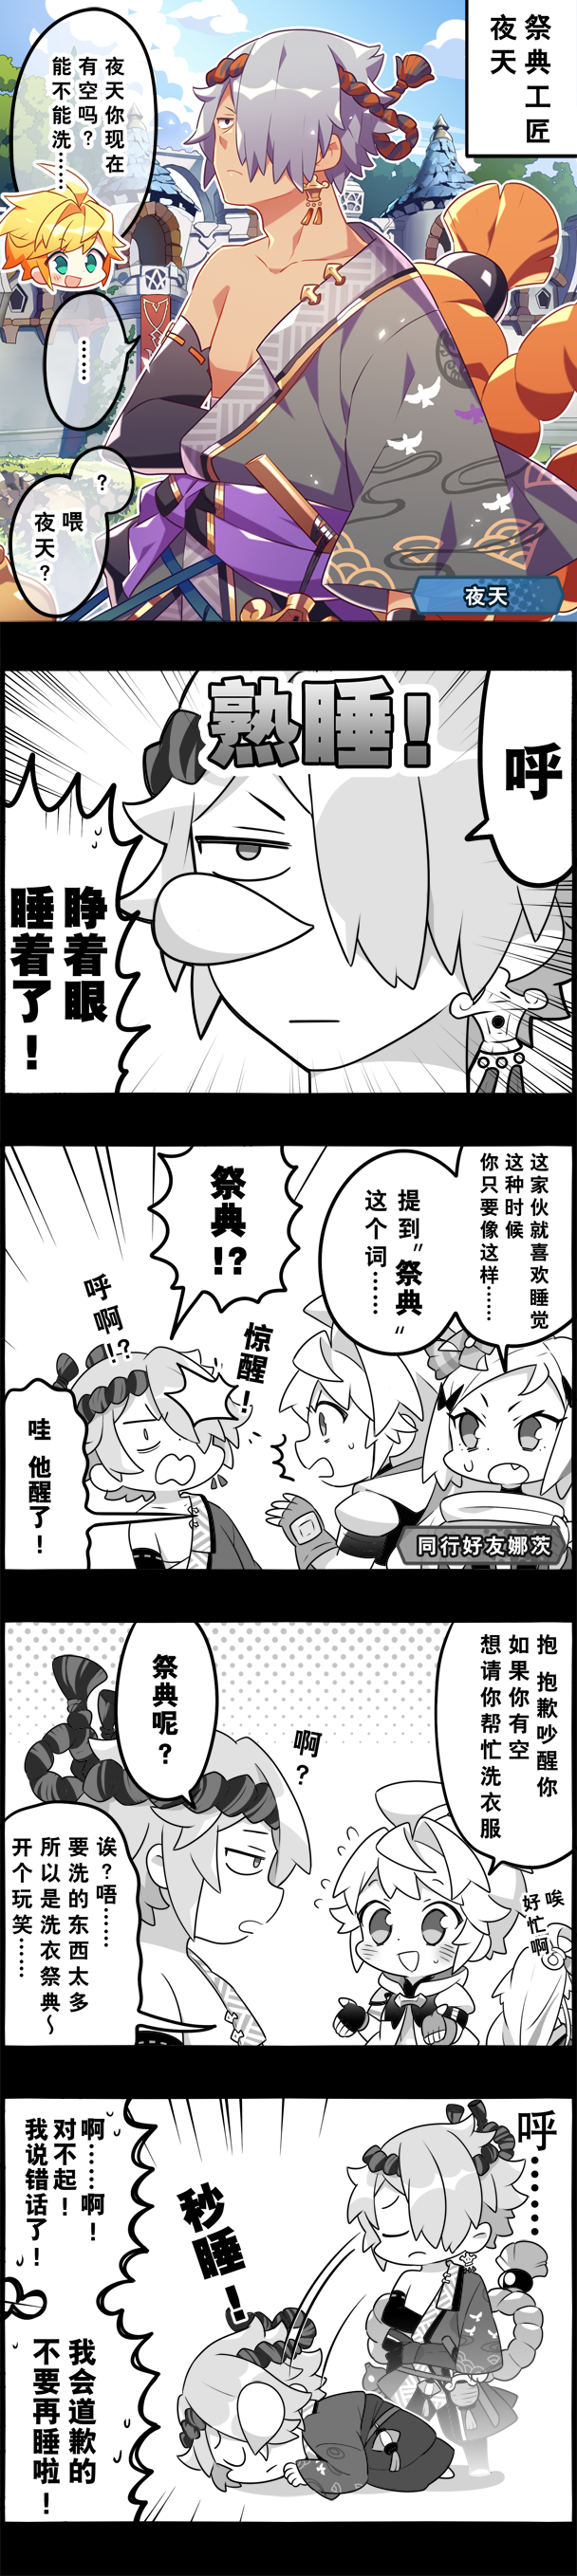 祭典工匠
夜天
夜天你现在
有空吗？
能不能洗……
……
？
喂
夜天？
夜天
呼
熟睡！
睁着眼
睡着了！
这家伙就喜欢睡觉
这种时候
你只要像这样……
提到“祭典”
这个词……
祭典!?
惊醒！
呼啊!?
哇 他醒了！
同行好友娜茨
抱 抱歉吵醒你
如果你有空
想请你帮忙洗衣服
唉
好忙啊
啊？
祭典呢？
诶？唔……
要洗的东西太多
所以是洗衣祭典～
开个玩笑……
呼……
秒睡！
啊……啊！
对不起！
我说错话了！
我会道歉的
不要再睡啦！